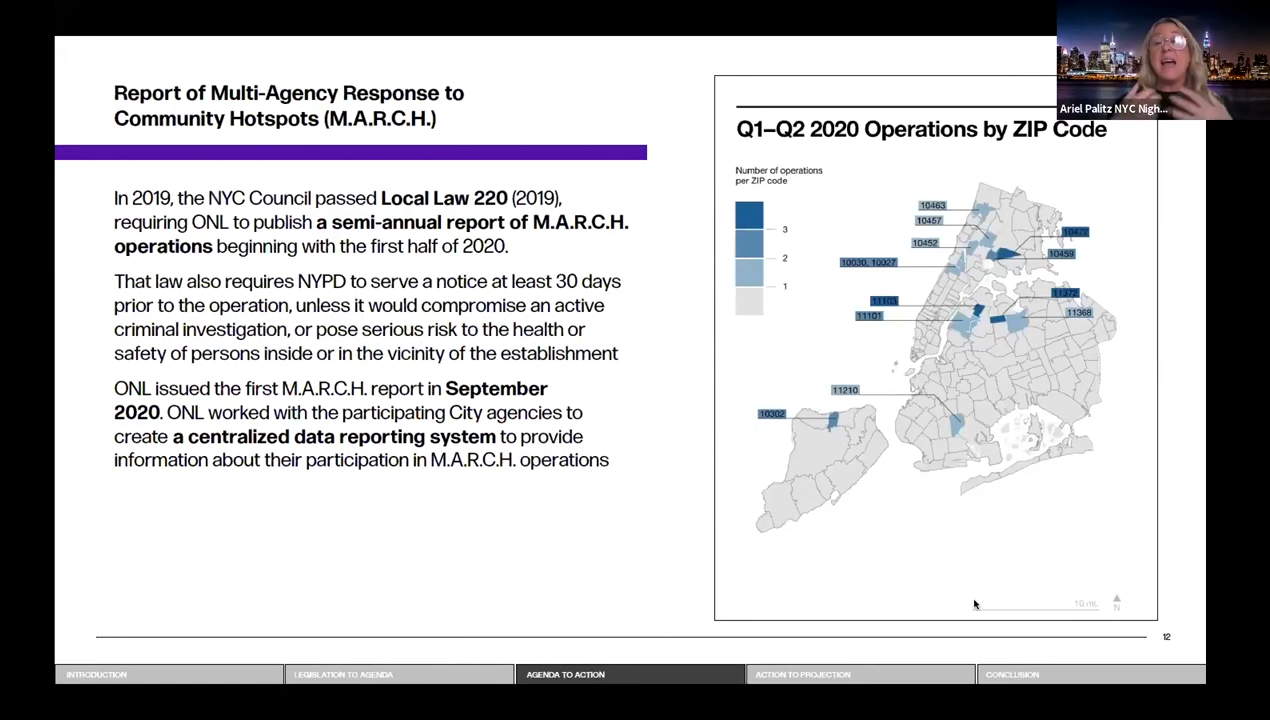 Report of Multi-Agency Response to
Community Hotspots (M.A.R.C.H.)
In 2019, the NYC Council passed Local Law 220 (2019),
requiring ONL to publish a semi-annual report of M.A.R.C.H.
operations beginning with the first half of 2020.
That law also requires NYPD to serve a notice at least 30 days
prior to the operation, unless it would compromise an active
criminal investigation, or pose serious risk to the health or
safety of persons inside or in the vicinity of the establishment
ONL issued the first M.A.R.C.H. report in September
2020. ONL worked with the participating City agencies to
create a centralized data reporting system to provide
information about their participation in M.A.R.C.H. operations
Ariel Palitz NYC Nigh...
Q1–Q2 2020 Operations by ZIP Code
Number of operations
per ZIP code
3
2
1
10463
10457
10452
10030, 10027
11103
11101
10459
11372
11368
11210
10302
10 mi.
N
12
INTRODUCTION
LEGISLATION TO AGENDA
AGENDA TO ACTION
ACTION TO PROJECTION
CONCLUSION